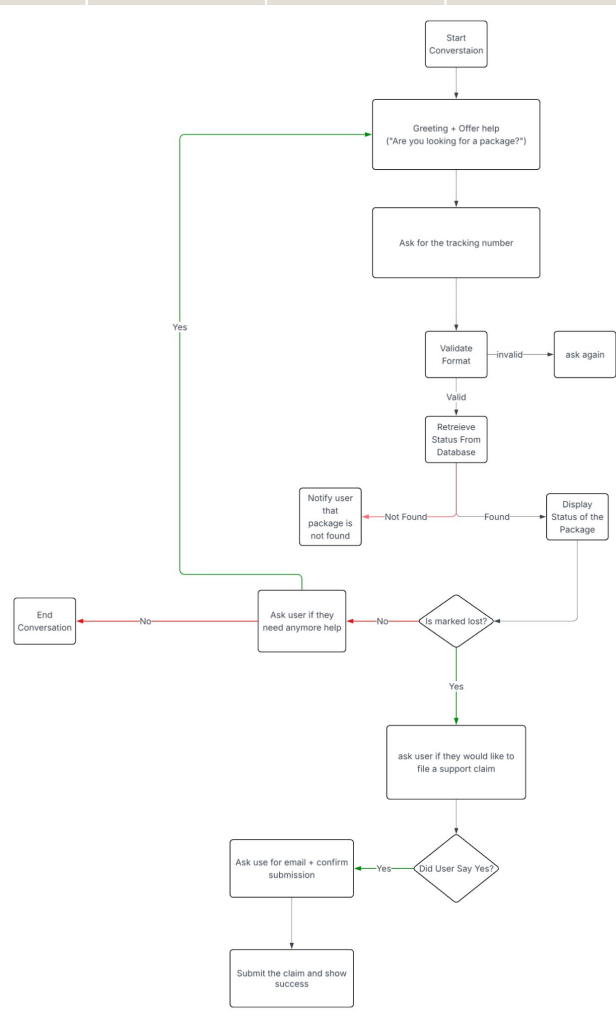 Start
Converstaion
Greeting + Offer help
("Are you looking for a package?")
Ask for the tracking number
Yes
Validate
Format
invalid
ask again
Valid
Retreieve
Status From
Database
Notify user
that
package is
not found
Not Found
Found
Display
Status of the
Package
End
Conversation
No
Ask user if they
need anymore help
No
Is marked lost?
Yes
ask user if they would like to
file a support claim
Ask use for email + confirm
submission
Yes
Did User Say Yes?
Submit the claim and show
success